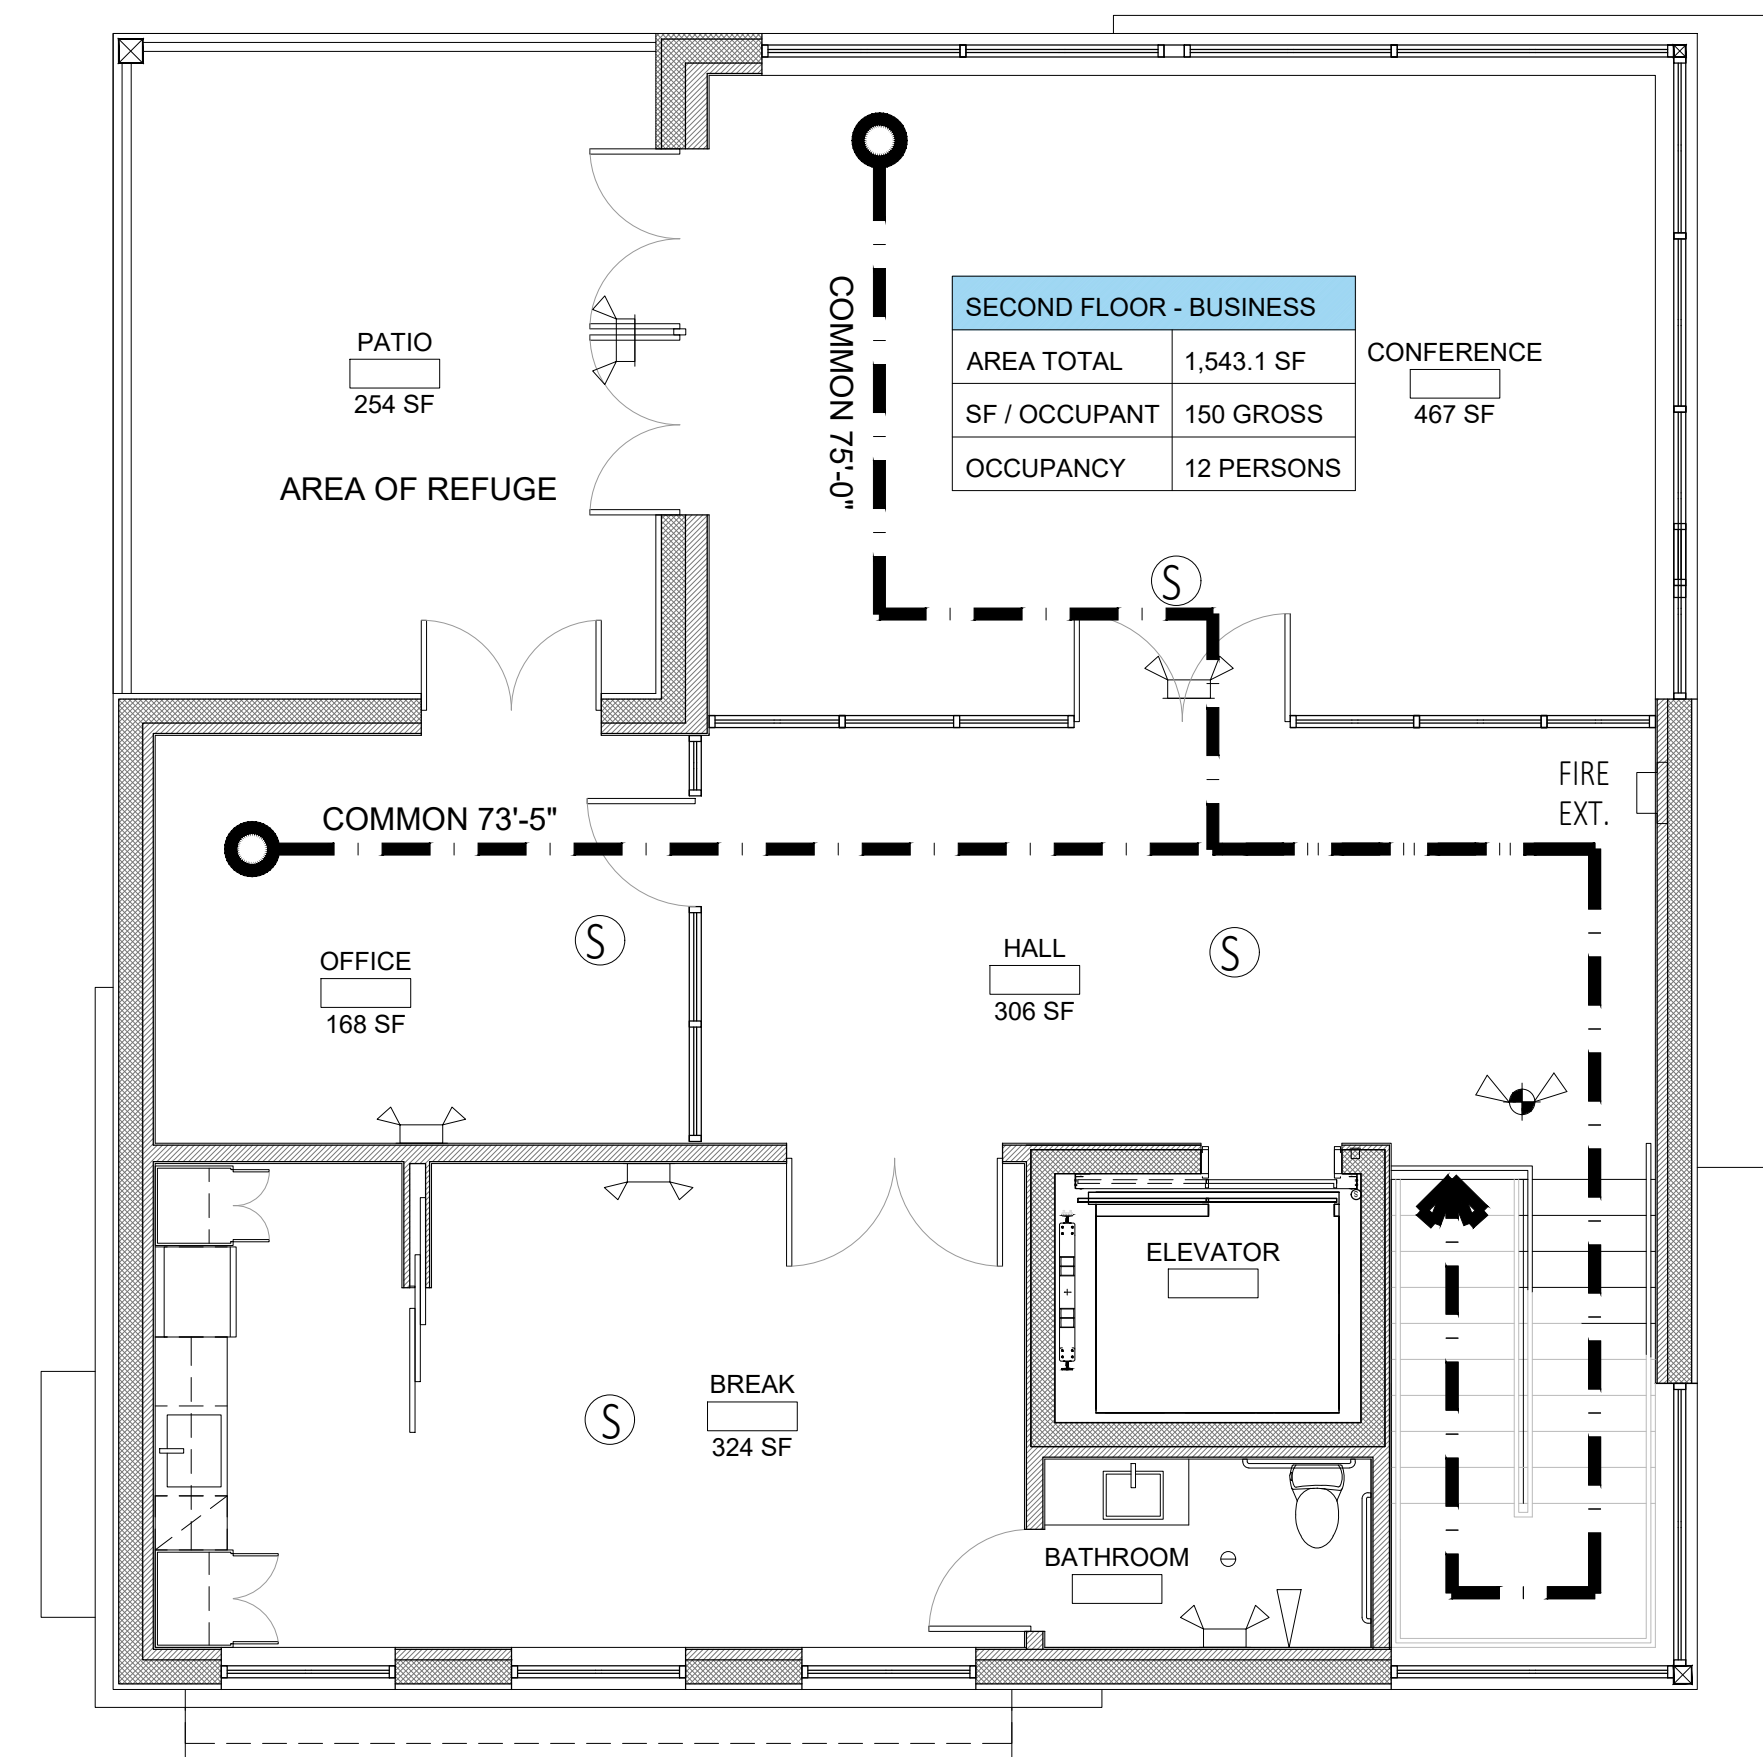 PATIO
254 SF
AREA OF REFUGE
COMMON 75'-0"
SECOND FLOOR - BUSINESS
AREA TOTAL 1,543.1 SF
SF / OCCUPANT 150 GROSS
OCCUPANCY 12 PERSONS
CONFERENCE
467 SF
S
FIRE
EXT.
COMMON 73'-5"
S
OFFICE
168 SF
HALL
306 SF
S
ELEVATOR
BREAK
324 SF
S
BATHROOM